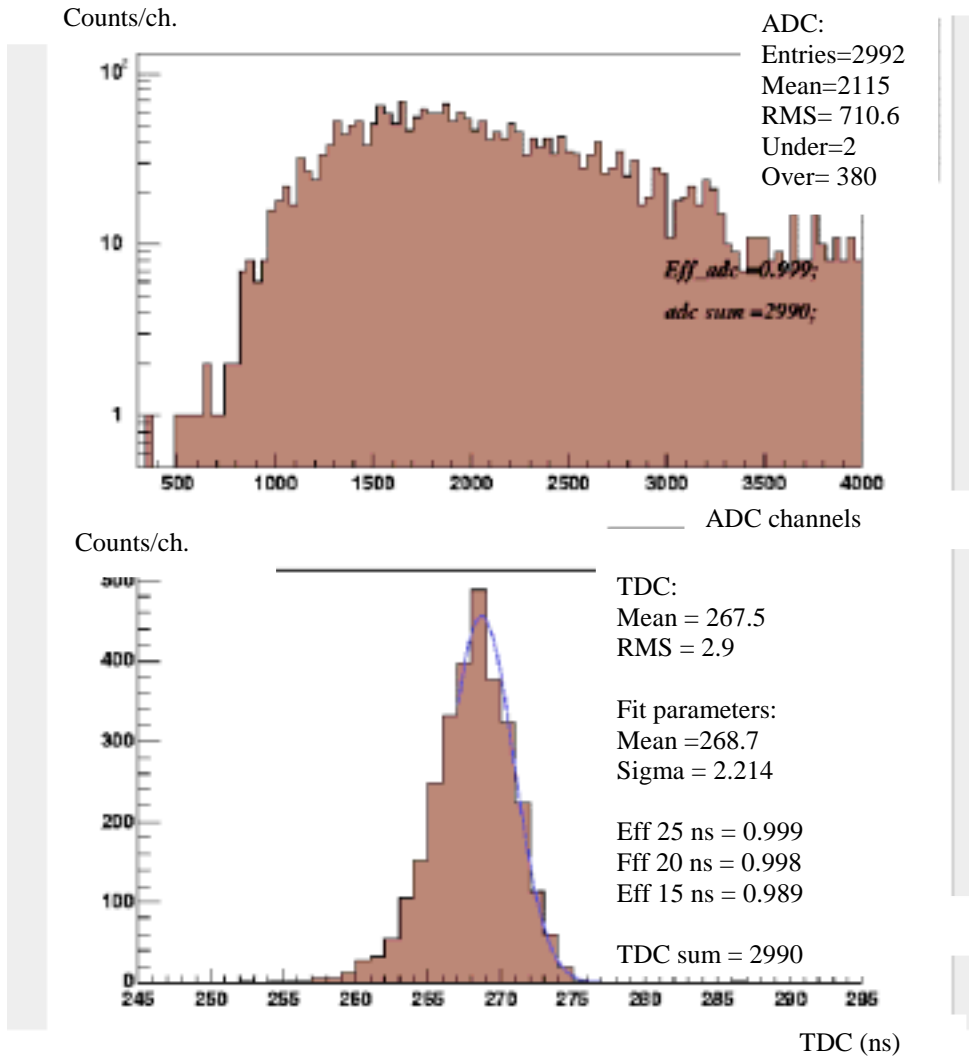 Counts/ch.
ADC:
Entries=2992
Mean=2115
RMS= 710.6
Under=2
Over= 380
10²
10
1
Eff_adc =0.999;
adc sum =2990;
500 1000 1500 2000 2500 3000 3500 4000
ADC channels
Counts/ch.
500
400
300
200
100
0
TDC:
Mean = 267.5
RMS = 2.9
Fit parameters:
Mean =268.7
Sigma = 2.214
Eff 25 ns = 0.999
Fff 20 ns = 0.998
Eff 15 ns = 0.989
TDC sum = 2990
245 250 255 260 265 270 275 280 285 290 295
TDC (ns)